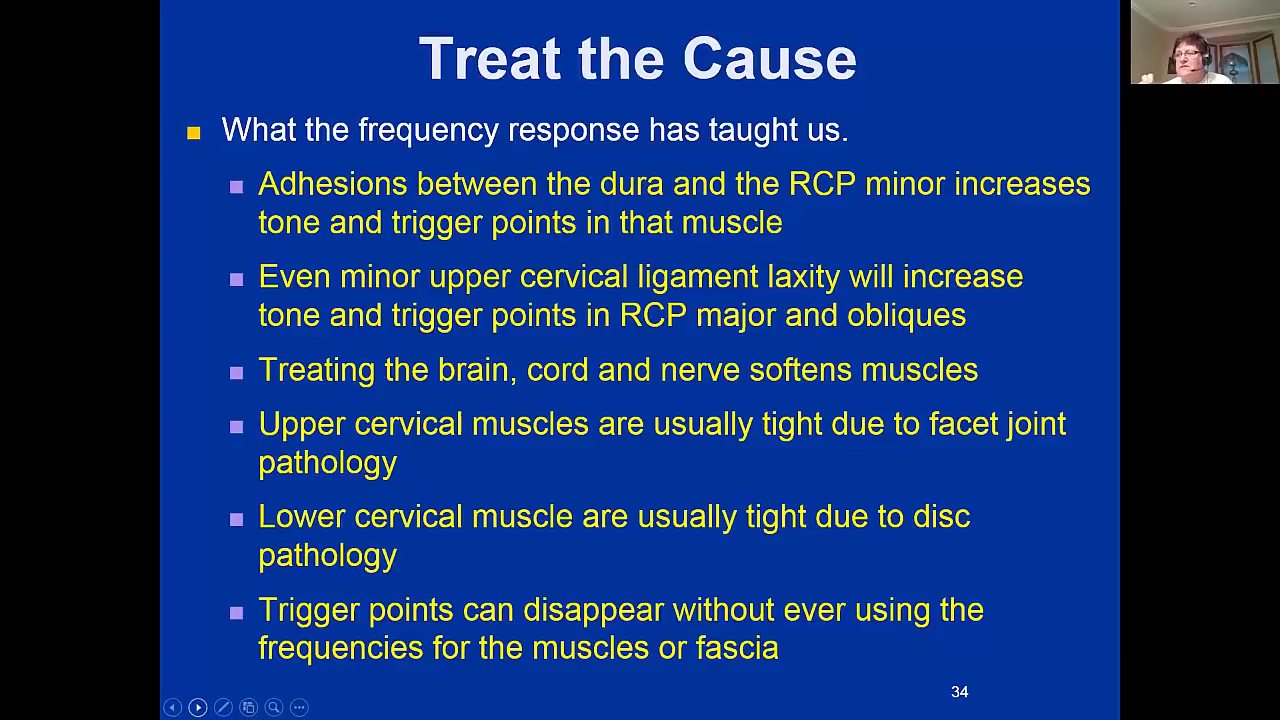 Treat the Cause
What the frequency response has taught us.
Adhesions between the dura and the RCP minor increases
tone and trigger points in that muscle
Even minor upper cervical ligament laxity will increase
tone and trigger points in RCP major and obliques
Treating the brain, cord and nerve softens muscles
Upper cervical muscles are usually tight due to facet joint
pathology
Lower cervical muscle are usually tight due to disc
pathology
Trigger points can disappear without ever using the
frequencies for the muscles or fascia
34